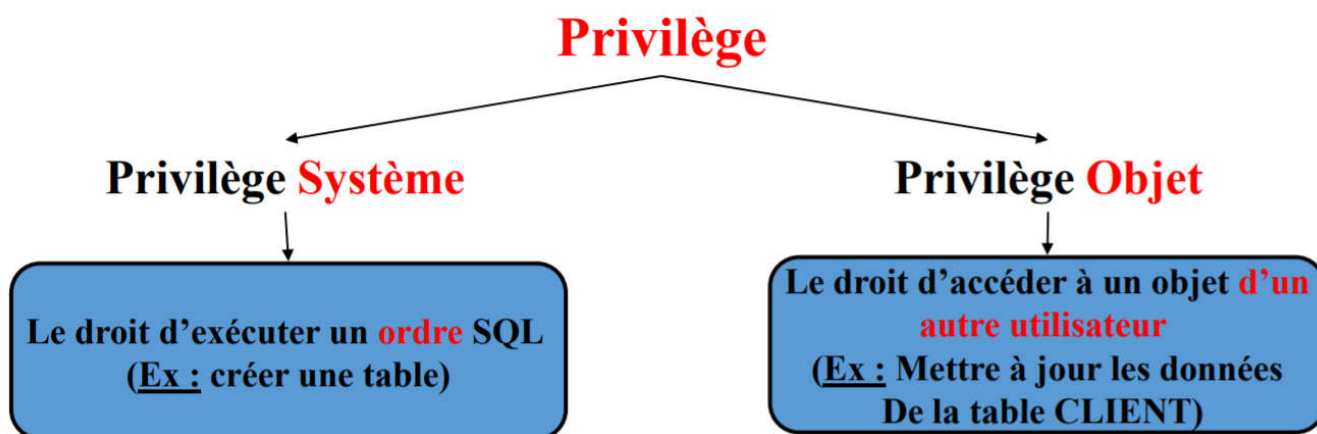 Privilège
Privilège Système
Privilège Objet
Le droit d’exécuter un ordre SQL
(Ex : créer une table)
Le droit d’accéder à un objet d’un
autre utilisateur
(Ex : Mettre à jour les données
De la table CLIENT)